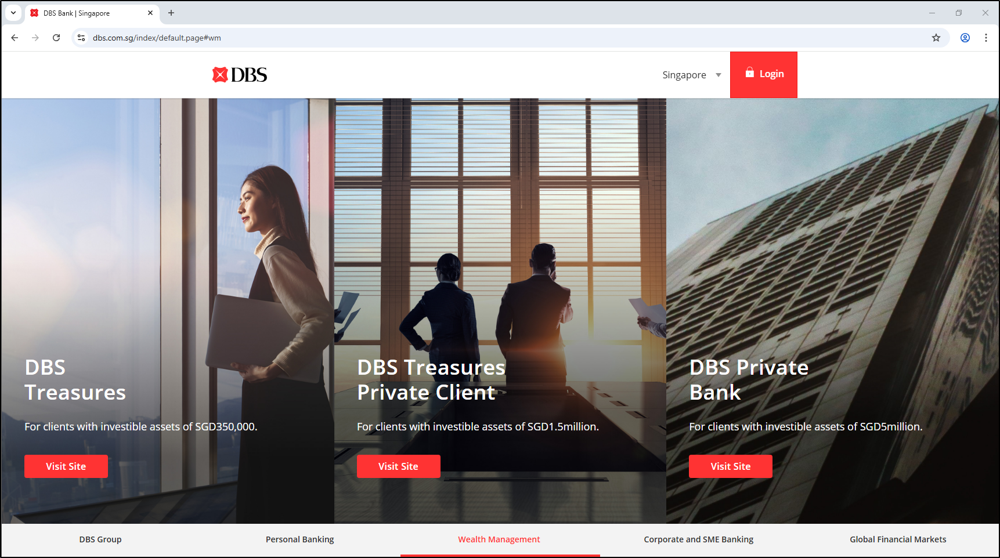 DBS Bank | Singapore
dbs.com.sg/index/default.page#wm
DBS
Singapore
Login
DBS
Treasures
For clients with investible assets of SGD350,000.
Visit Site
DBS Treasures
Private Client
For clients with investible assets of SGD1.5million.
Visit Site
DBS Private
Bank
For clients with investible assets of SGD5million.
Visit Site
DBS Group
Personal Banking
Wealth Management
Corporate and SME Banking
Global Financial Markets